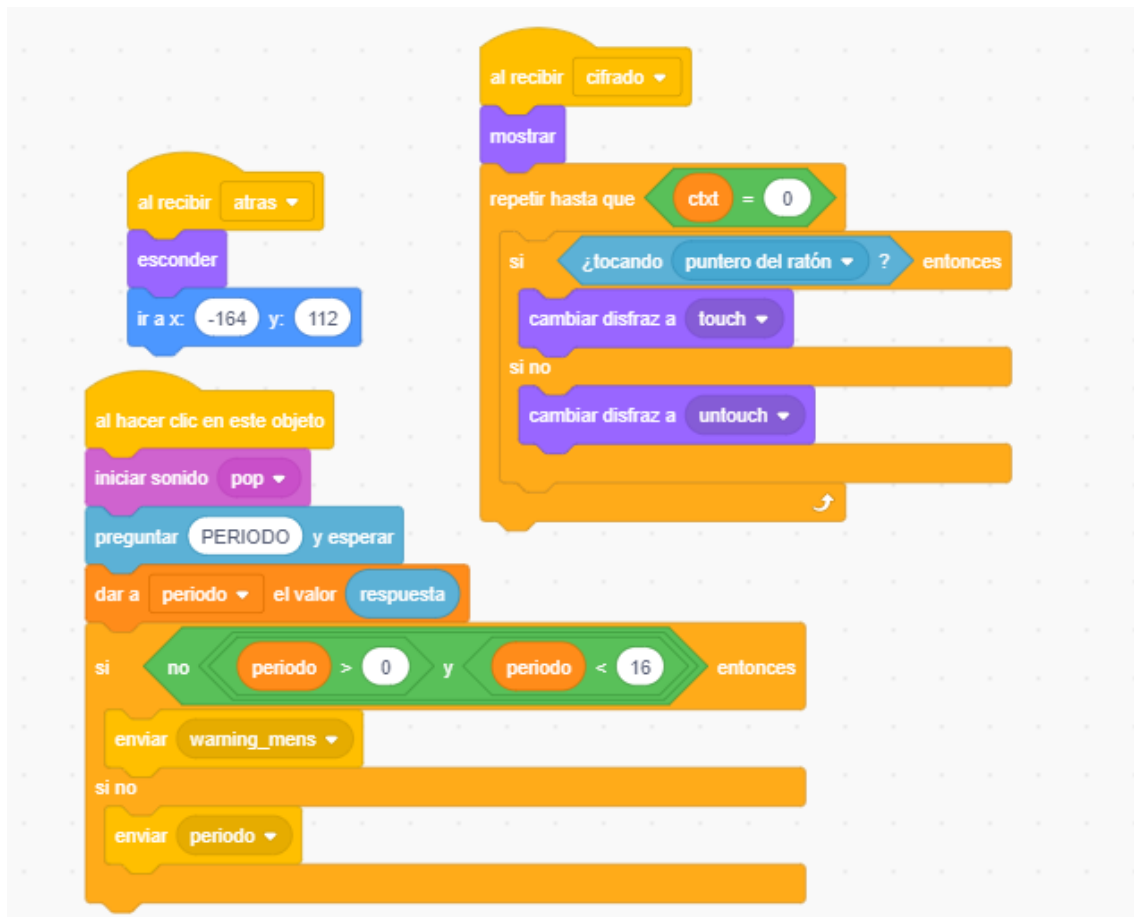 al recibir atras
esconder
ir a x: -164 y: 112
al hacer clic en este objeto
iniciar sonido pop
preguntar PERIODO y esperar
dar a periodo el valor respuesta
si no periodo > 0 y periodo < 16 entonces
enviar warning_mens
si no
enviar periodo
al recibir cifrado
mostrar
repetir hasta que ctxt = 0
si ¿tocando puntero del ratón ? entonces
cambiar disfraz a touch
si no
cambiar disfraz a untouch